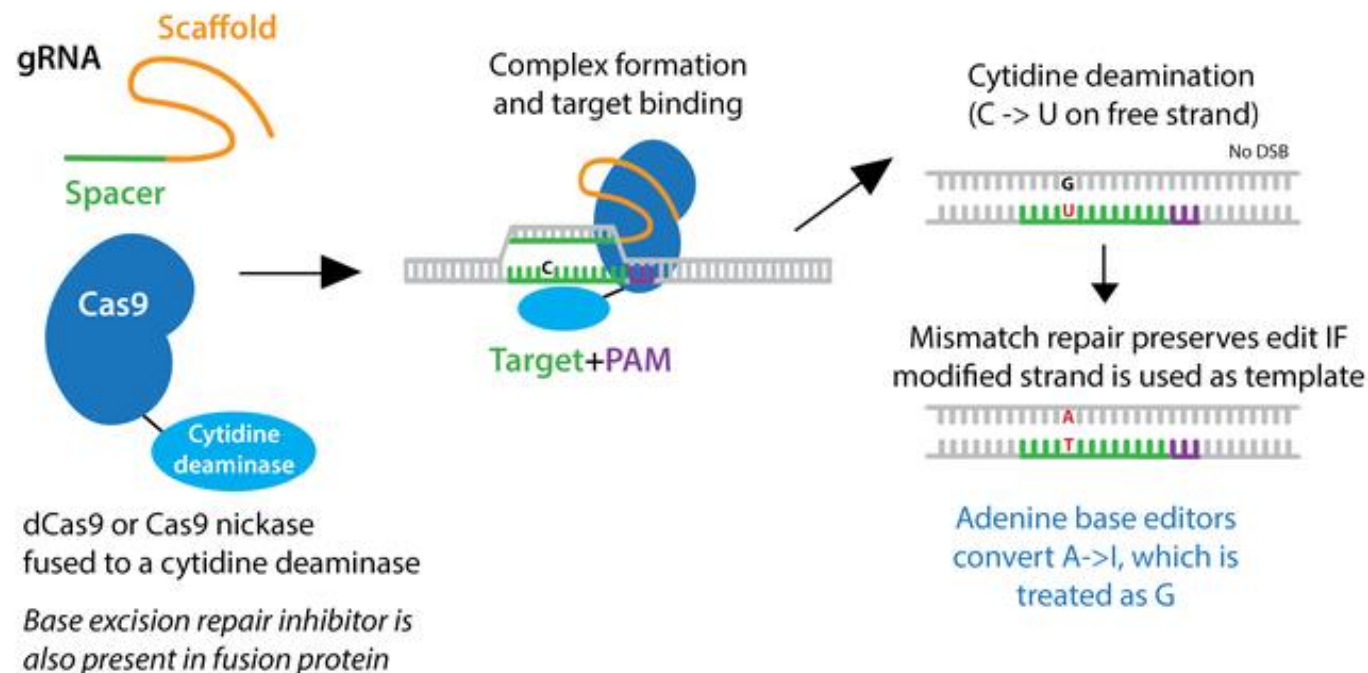 gRNA
Scaffold
Spacer
Cas9
Cytidine
deaminase
dCas9 or Cas9 nickase
fused to a cytidine deaminase
Base excision repair inhibitor is
also present in fusion protein
Complex formation
and target binding
C
Target+PAM
Cytidine deamination
(C -> U on free strand)
No DSB
G
U
Mismatch repair preserves edit IF
modified strand is used as template
A
T
Adenine base editors
convert A->I, which is
treated as G